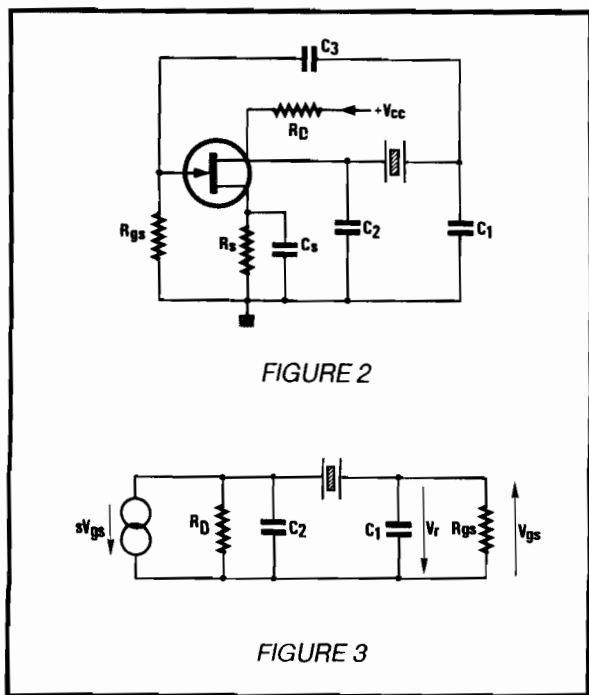 C3
+Vcc
RD
Rgs
Rs
Cs
C2
C1
FIGURE 2
sVgs
RD
C2
C1
Vr
Rgs
Vgs
FIGURE 3